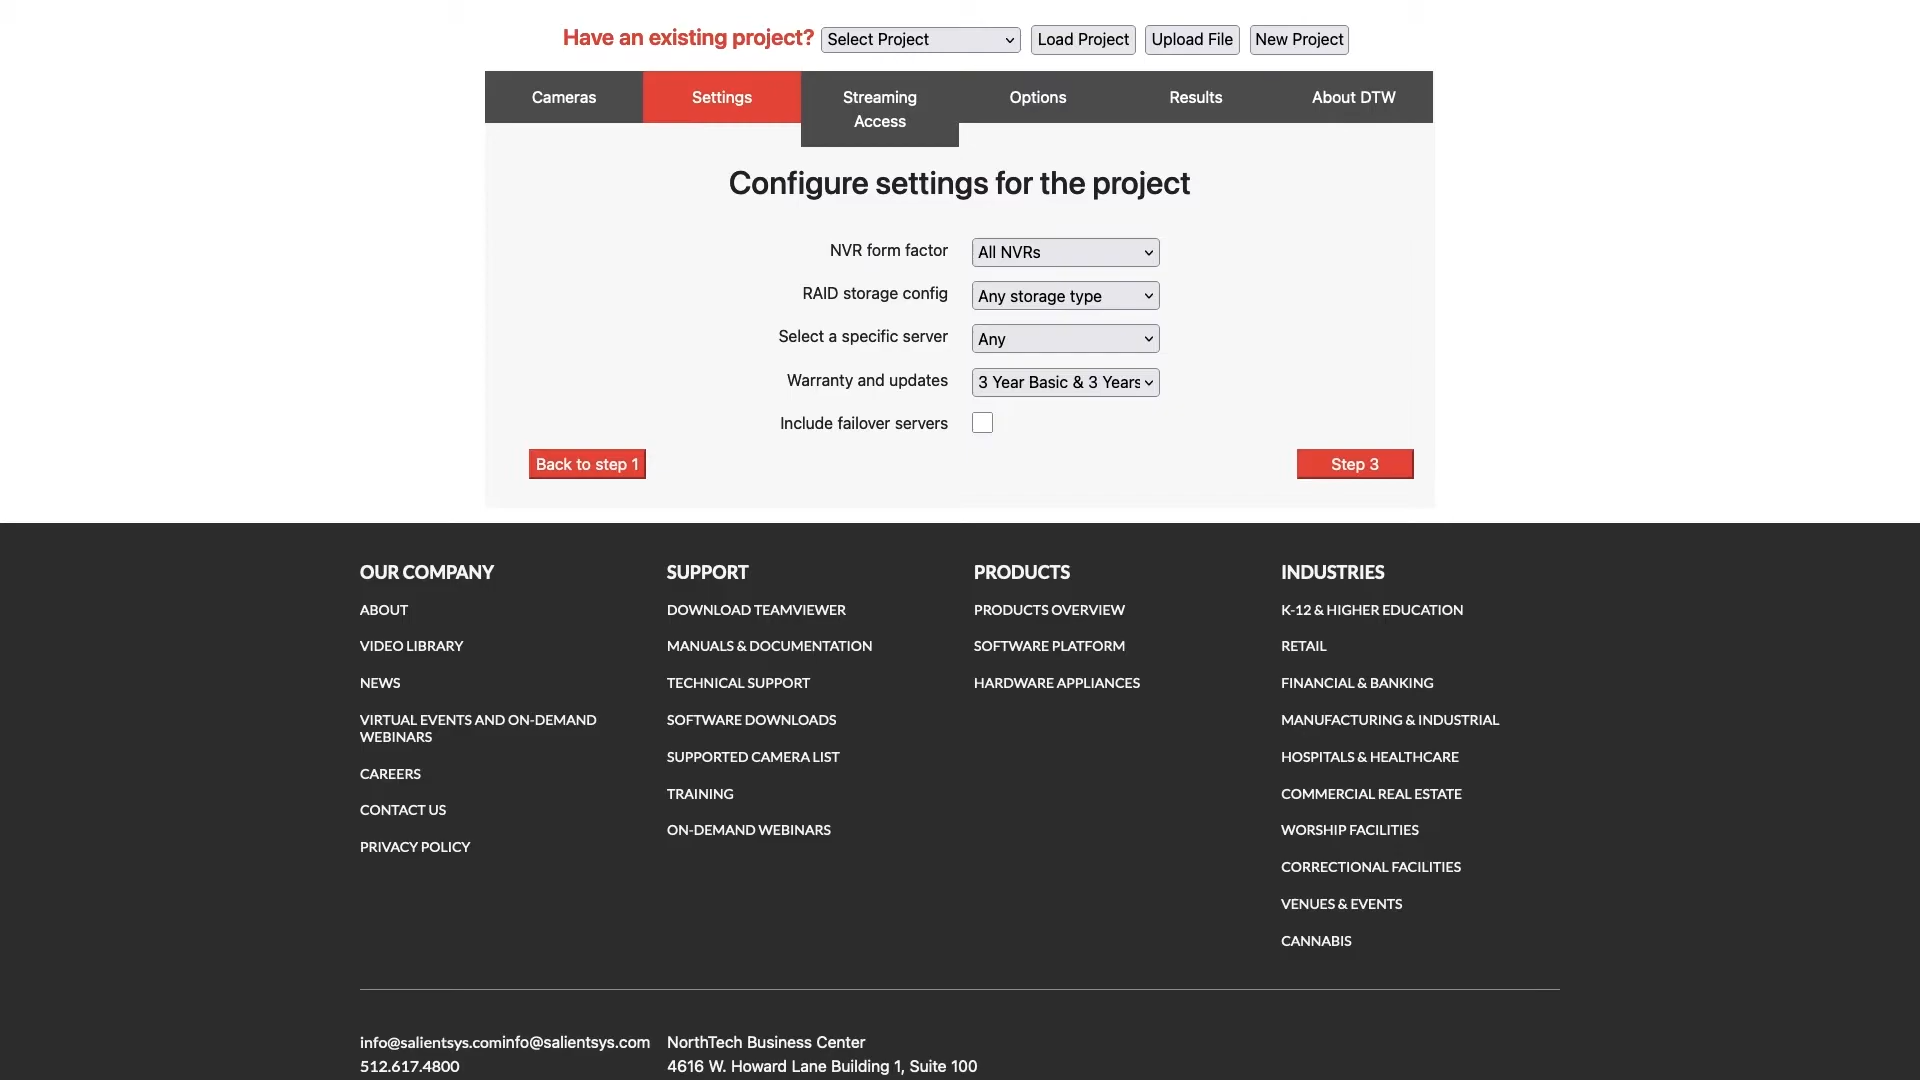 Have an existing project? Select Project Load Project Upload File New Project
Cameras Settings Streaming Access Options Results About DTW
Configure settings for the project
NVR form factor All NVRs
RAID storage config Any storage type
Select a specific server Any
Warranty and updates 3 Year Basic & 3 Years
Include failover servers
Back to step 1 Step 3
OUR COMPANY
ABOUT
VIDEO LIBRARY
NEWS
VIRTUAL EVENTS AND ON-DEMAND
WEBINARS
CAREERS
CONTACT US
PRIVACY POLICY
SUPPORT
DOWNLOAD TEAMVIEWER
MANUALS & DOCUMENTATION
TECHNICAL SUPPORT
SOFTWARE DOWNLOADS
SUPPORTED CAMERA LIST
TRAINING
ON-DEMAND WEBINARS
PRODUCTS
PRODUCTS OVERVIEW
SOFTWARE PLATFORM
HARDWARE APPLIANCES
INDUSTRIES
K-12 & HIGHER EDUCATION
RETAIL
FINANCIAL & BANKING
MANUFACTURING & INDUSTRIAL
HOSPITALS & HEALTHCARE
COMMERCIAL REAL ESTATE
WORSHIP FACILITIES
CORRECTIONAL FACILITIES
VENUES & EVENTS
CANNABIS
info@salientsys.cominfo@salientsys.com
512.617.4800
NorthTech Business Center
4616 W. Howard Lane Building 1, Suite 100